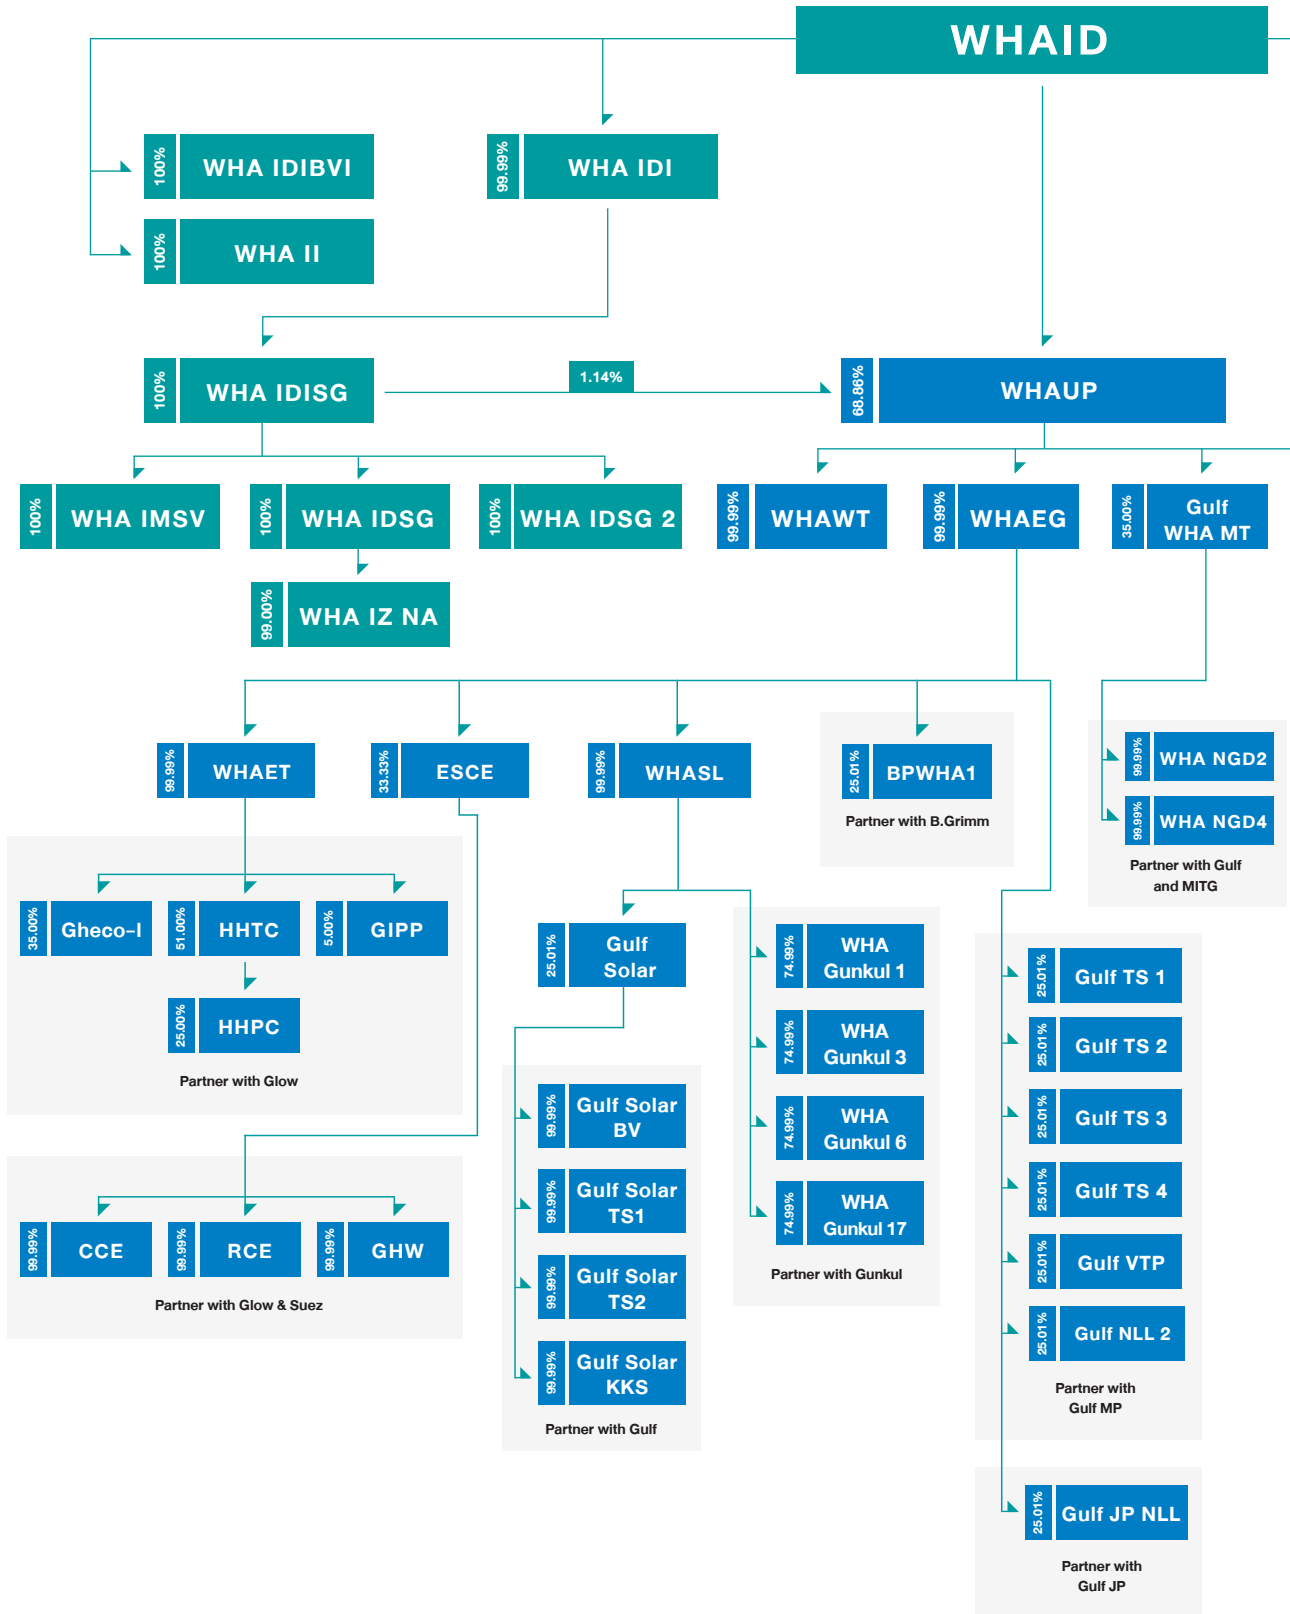 WHAID
100%
WHA IDIBVI
99.99%
WHA IDI
100%
WHA II
100%
WHA IDISG
1.14%
68.86%
WHAUP
100%
WHA IMSV
100%
WHA IDSG
100%
WHA IDSG 2
99.99%
WHAWT
99.99%
WHAEG
35.00%
Gulf
WHA MT
99.00%
WHA IZ NA
99.99%
WHAET
33.33%
ESCE
99.99%
WHASL
25.01%
BPWHA1
Partner with B.Grimm
99.99%
WHA NGD2
99.99%
WHA NGD4
Partner with Gulf
and MITG
35.00%
Gheco-I
51.00%
HHTC
5.00%
GIPP
25.00%
HHPC
Partner with Glow
25.01%
Gulf
Solar
74.99%
WHA
Gunkul 1
74.99%
WHA
Gunkul 3
74.99%
WHA
Gunkul 6
74.99%
WHA
Gunkul 17
Partner with Gunkul
25.01%
Gulf TS 1
25.01%
Gulf TS 2
25.01%
Gulf TS 3
25.01%
Gulf TS 4
25.01%
Gulf VTP
25.01%
Gulf NLL 2
Partner with
Gulf MP
99.99%
Gulf Solar
BV
99.99%
Gulf Solar
TS1
99.99%
Gulf Solar
TS2
99.99%
Gulf Solar
KKS
Partner with Gulf
99.99%
CCE
99.99%
RCE
99.99%
GHW
Partner with Glow & Suez
25.01%
Gulf JP NLL
Partner with
Gulf JP